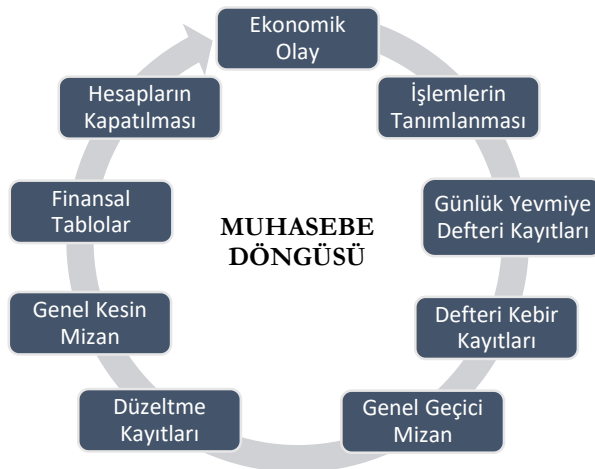 Ekonomik
Olay
İşlemlerin
Tanımlanması
Günlük Yevmiye
Defteri Kayıtları
Defteri Kebir
Kayıtları
Genel Geçici
Mizan
Düzeltme
Kayıtları
Genel Kesin
Mizan
Finansal
Tablolar
Hesapların
Kapatılması
MUHASEBE
DÖNGÜSÜ